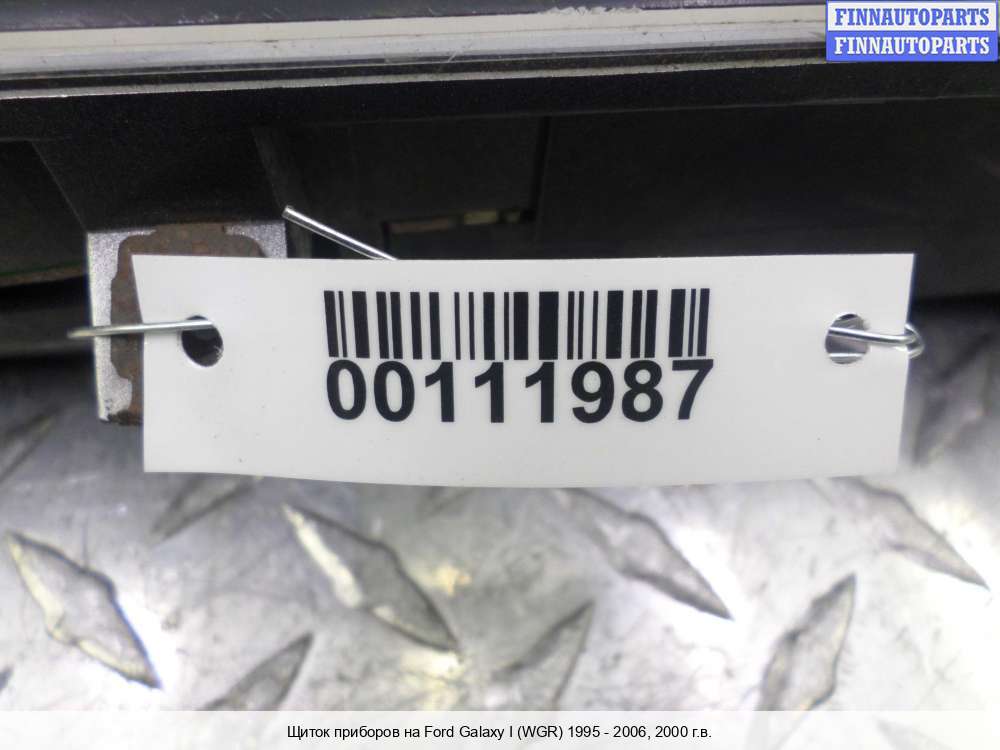 FINNAUTOPARTS
FINNAUTOPARTS
00111987
Щиток приборов на Ford Galaxy I (WGR) 1995 - 2006, 2000 г.в.